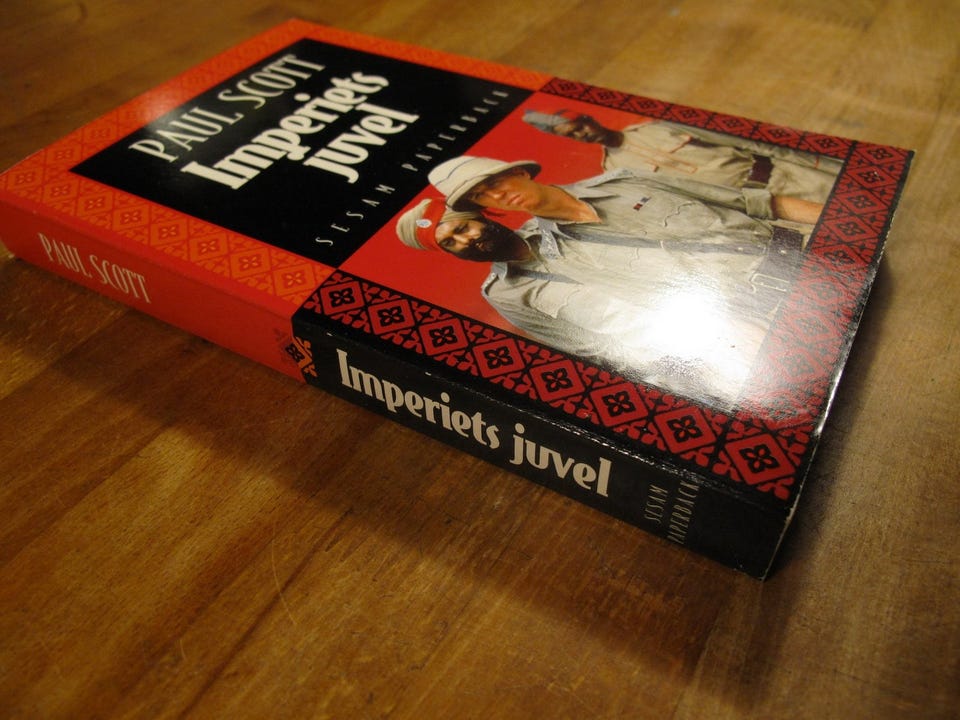 PAUL SCOTT
Imperiets
juvel
SESAM PAPERBACK
PAUL SCOTT
Imperiets juvel
SESAM
PAPERBACK